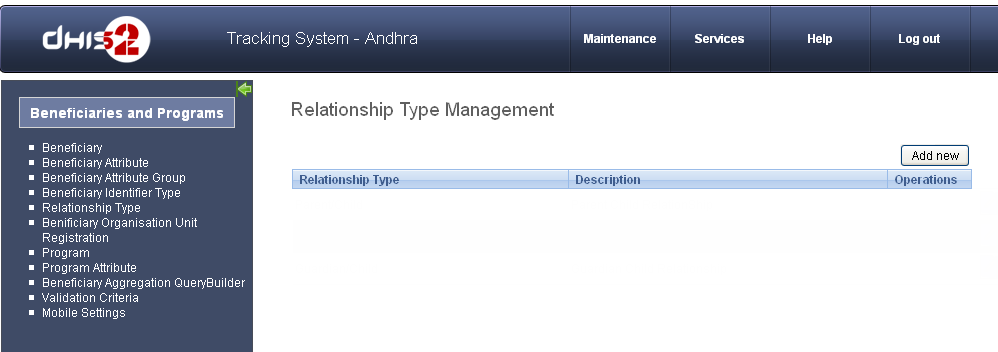 dHIS2
Tracking System - Andhra
Maintenance
Services
Help
Log out
Beneficiaries and Programs
Beneficiary
Beneficiary Attribute
Beneficiary Attribute Group
Beneficiary Identifier Type
Relationship Type
Benificiary Organisation Unit
Registration
Program
Program Attribute
Beneficiary Aggregation QueryBuilder
Validation Criteria
Mobile Settings
Relationship Type Management
Add new
Relationship Type
Description
Operations